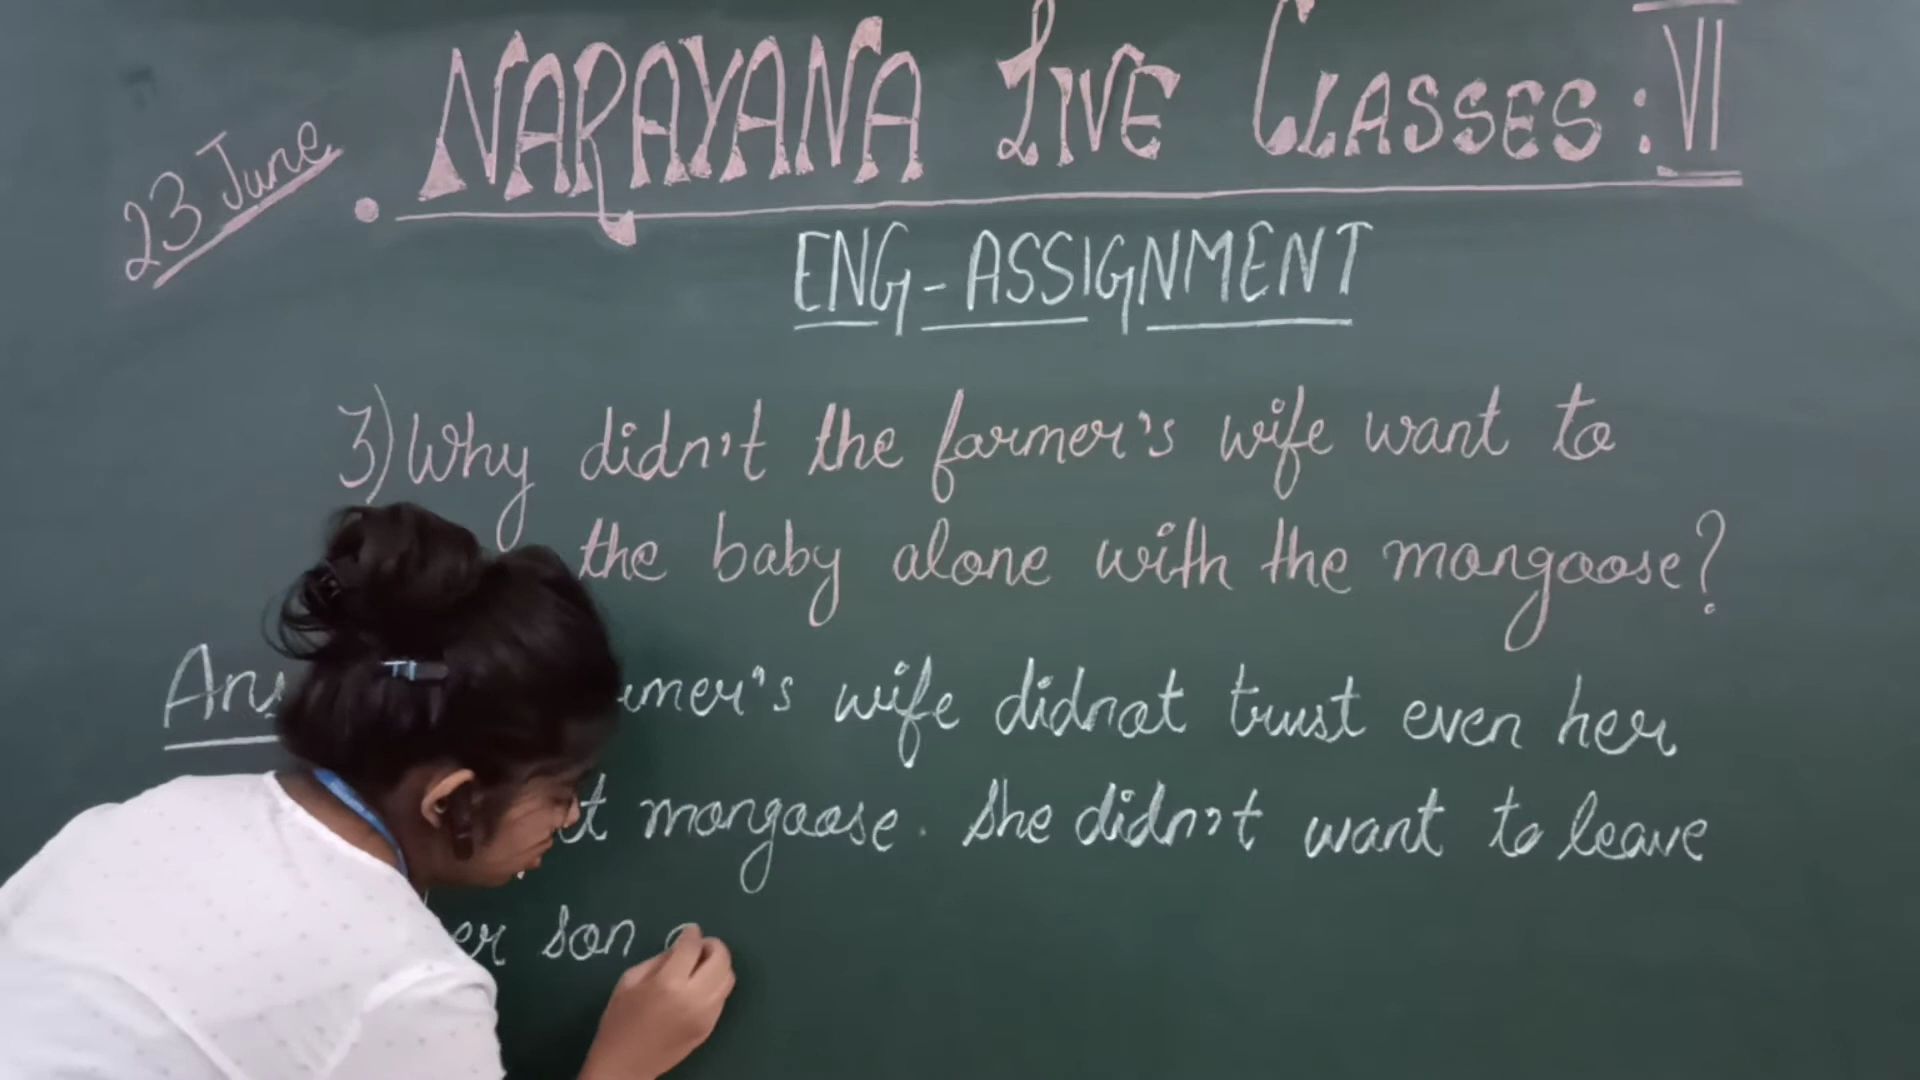 23 June
NARAYANA LIVE CLASSES : VI
ENG - ASSIGNMENT
3) Why didn't the farmer's wife want to
the baby alone with the mongoose?
wife didnot trust even her
mongoose. She didn't want to leave
son